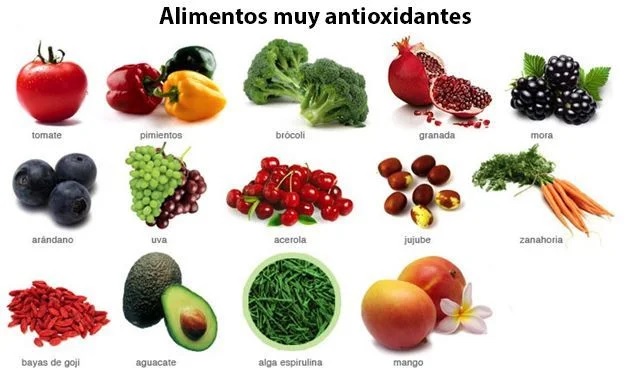 Alimentos muy antioxidantes
tomate
pimientos
brócoli
granada
mora
arándano
uva
acerola
jujube
zanahoria
bayas de goji
aguacate
alga espirulina
mango